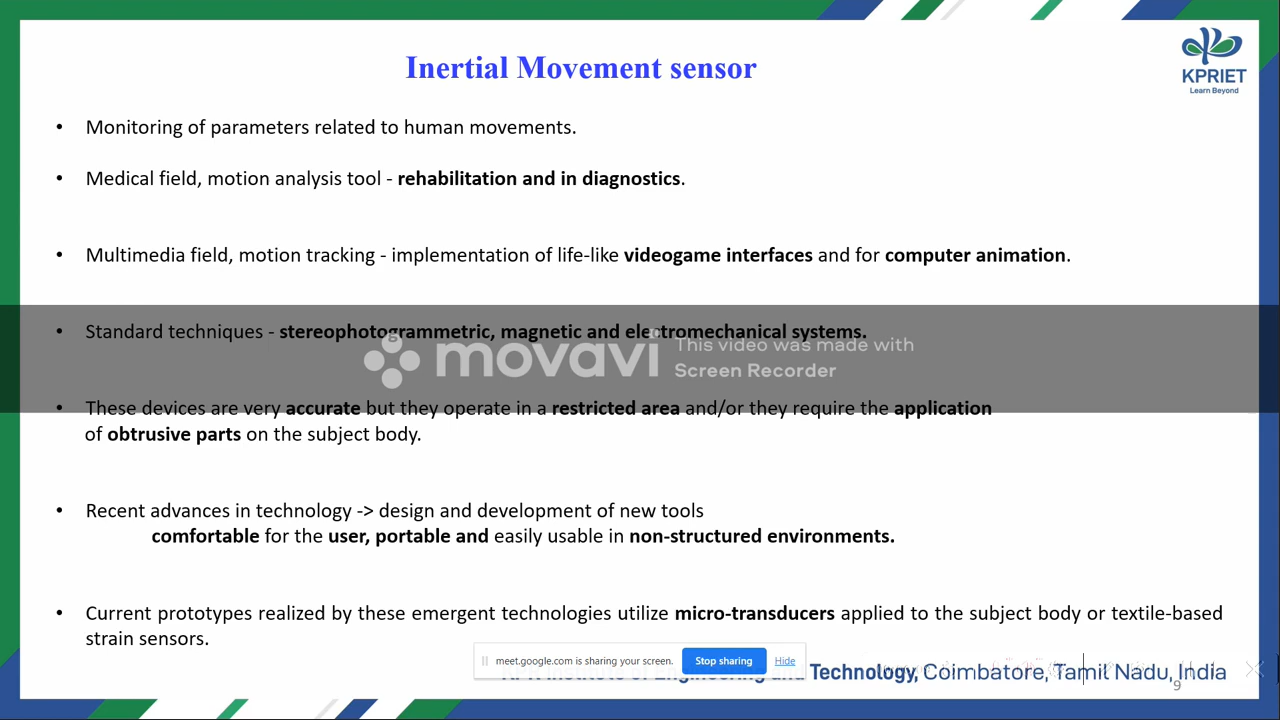 Inertial Movement sensor
KPRIET
Learn Beyond
• Monitoring of parameters related to human movements.
• Medical field, motion analysis tool - rehabilitation and in diagnostics.
• Multimedia field, motion tracking - implementation of life-like videogame interfaces and for computer animation.
• Standard techniques - stereophotogrammetric, magnetic and electromechanical systems.
movavi
This video was made with
Screen Recorder
• These devices are very accurate but they operate in a restricted area and/or they require the application
of obtrusive parts on the subject body.
• Recent advances in technology -> design and development of new tools
comfortable for the user, portable and easily usable in non-structured environments.
• Current prototypes realized by these emergent technologies utilize micro-transducers applied to the subject body or textile-based
strain sensors.
meet.google.com is sharing your screen. Stop sharing Hide
and Technology, Coimbatore, Tamil Nadu, India
9